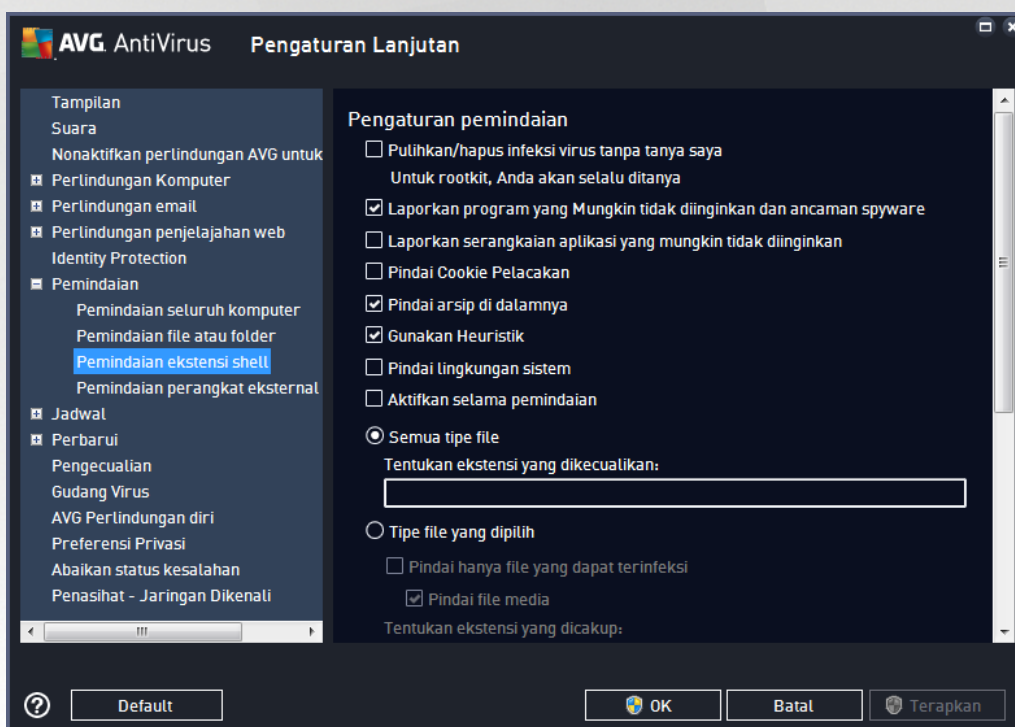 AVG. AntiVirus Pengaturan Lanjutan
Tampilan
Suara
Nonaktifkan perlindungan AVG untuk
Perlindungan Komputer
Perlindungan email
Perlindungan penjelajahan web
Identity Protection
Pemindaian
Pemindaian seluruh komputer
Pemindaian file atau folder
Pemindaian ekstensi shell
Pemindaian perangkat eksternal
Jadwal
Perbarui
Pengecualian
Gudang Virus
AVG Perlindungan diri
Preferensi Privasi
Abaikan status kesalahan
Penasihat - Jaringan Dikenali
Pengaturan pemindaian
Pulihkan/hapus infeksi virus tanpa tanya saya
Untuk rootkit, Anda akan selalu ditanya
Laporkan program yang Mungkin tidak diinginkan dan ancaman spyware
Laporkan serangkaian aplikasi yang mungkin tidak diinginkan
Pindai Cookie Pelacakan
Pindai arsip di dalamnya
Gunakan Heuristik
Pindai lingkungan sistem
Aktifkan selama pemindaian
Semua tipe file
Tentukan ekstensi yang dikecualikan:
Tipe file yang dipilih
Pindai hanya file yang dapat terinfeksi
Pindai file media
Tentukan ekstensi yang dicakup:
? Default OK Batal Terapkan